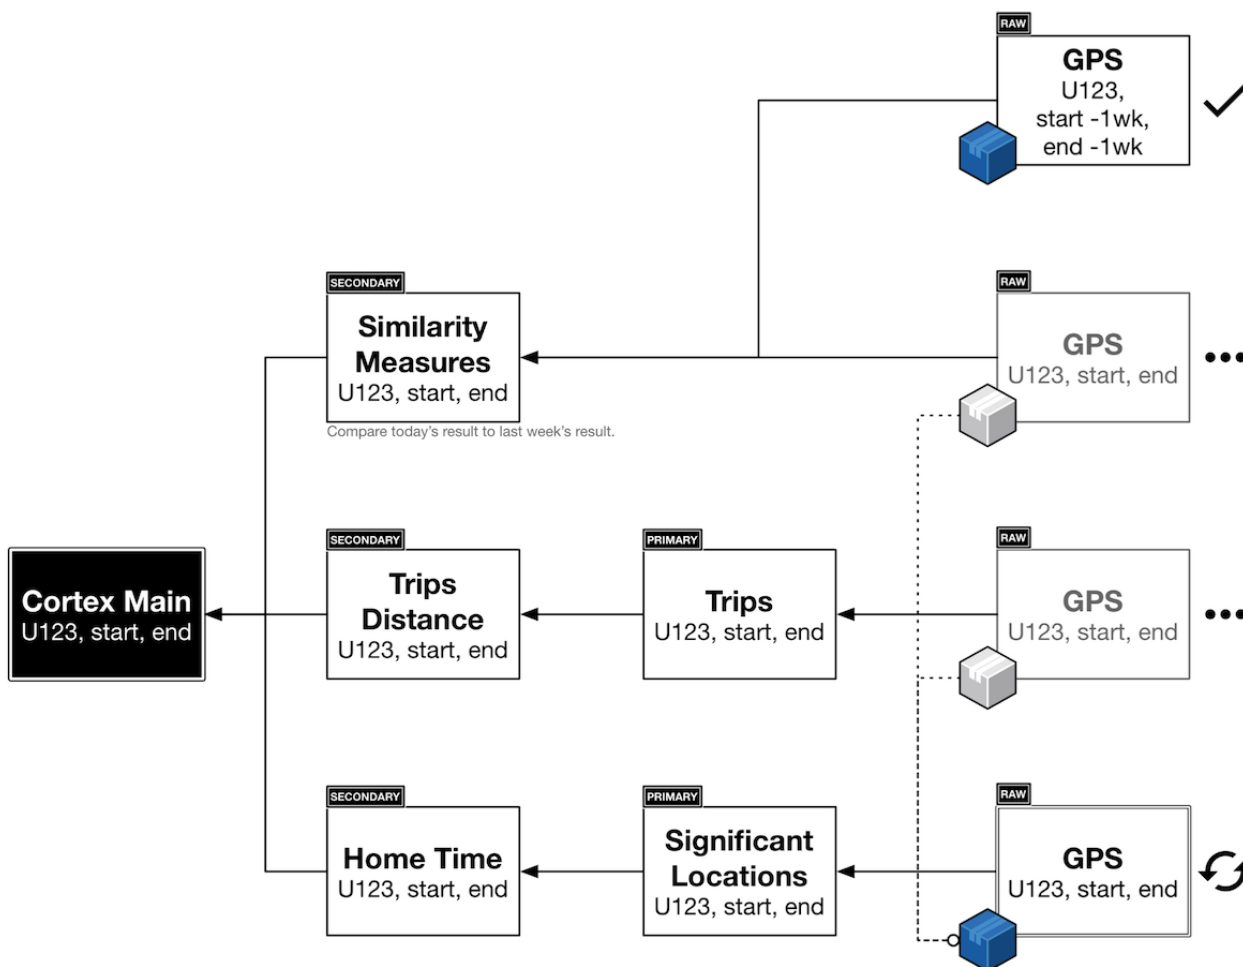 RAW
GPS
U123,
start -1wk,
end -1wk
SECONDARY
Similarity
Measures
U123, start, end
Compare today's result to last week's result.
RAW
GPS
U123, start, end
Cortex Main
U123, start, end
SECONDARY
Trips
Distance
U123, start, end
PRIMARY
Trips
U123, start, end
RAW
GPS
U123, start, end
SECONDARY
Home Time
U123, start, end
PRIMARY
Significant
Locations
U123, start, end
RAW
GPS
U123, start, end